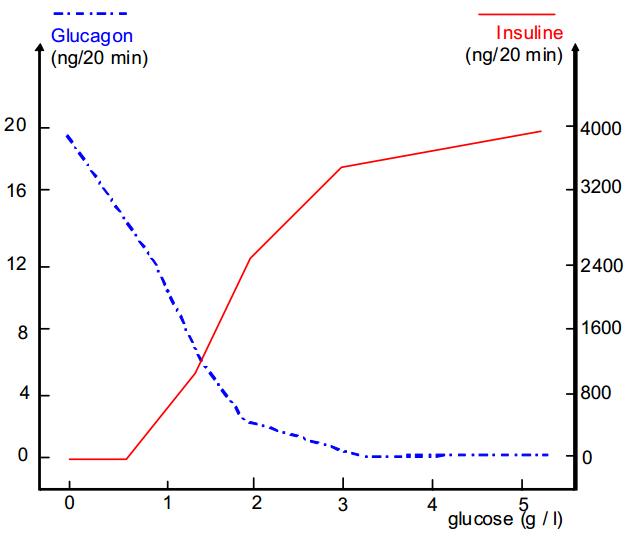 Glucagon
(ng/20 min)
Insuline
(ng/20 min)
20
16
12
8
4
0
4000
3200
2400
1600
800
0
0 1 2 3 4 5
glucose (g / l)